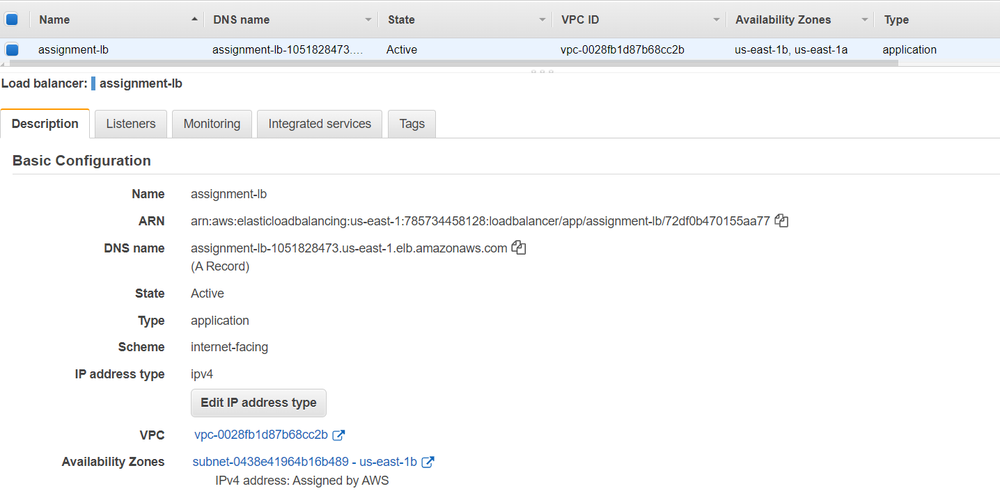 Name DNS name State VPC ID Availability Zones Type
assignment-lb assignment-lb-1051828473.... Active vpc-0028fb1d87b68cc2b us-east-1b, us-east-1a application
Load balancer: assignment-lb
Description Listeners Monitoring Integrated services Tags
Basic Configuration
Name assignment-lb
ARN arn:aws:elasticloadbalancing:us-east-1:785734458128:loadbalancer/app/assignment-lb/72df0b470155aa77
DNS name assignment-lb-1051828473.us-east-1.elb.amazonaws.com
(A Record)
State Active
Type application
Scheme internet-facing
IP address type ipv4
Edit IP address type
VPC vpc-0028fb1d87b68cc2b
Availability Zones subnet-0438e41964b16b489 - us-east-1b
IPv4 address: Assigned by AWS